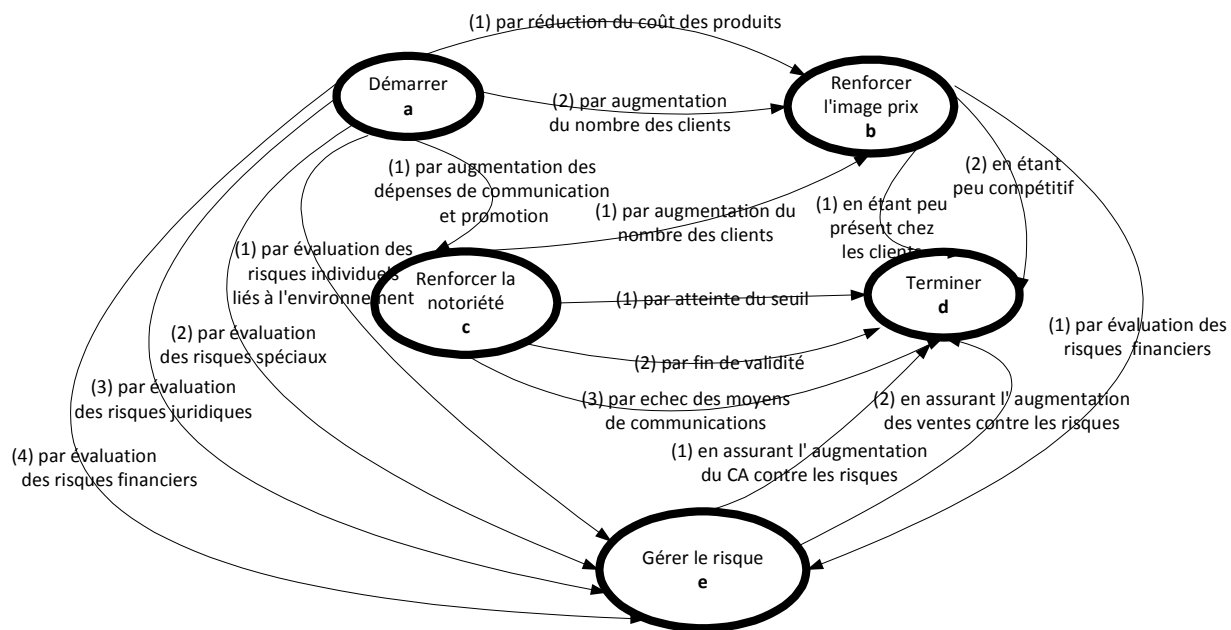 (1) par réduction du coût des produits
Démarrer
a
Renforcer
l'image prix
b
(2) par augmentation
du nombre des clients
(1) par augmentation des
dépenses de communication
et promotion
(2) en étant
peu compétitif
(1) par augmentation du
nombre des clients
(1) en étant peu
présent chez
les clients
(1) par évaluation des
risques individuels
liés à l'environnement
Renforcer la
notoriété
c
(1) par atteinte du seuil
Terminer
d
(1) par évaluation des
risques financiers
(2) par évaluation
des risques spéciaux
(2) par fin de validité
(3) par évaluation
des risques juridiques
(3) par echec des moyens
de communications
(2) en assurant l' augmentation
des ventes contre les risques
(4) par évaluation
des risques financiers
(1) en assurant l' augmentation
du CA contre les risques
Gérer le risque
e